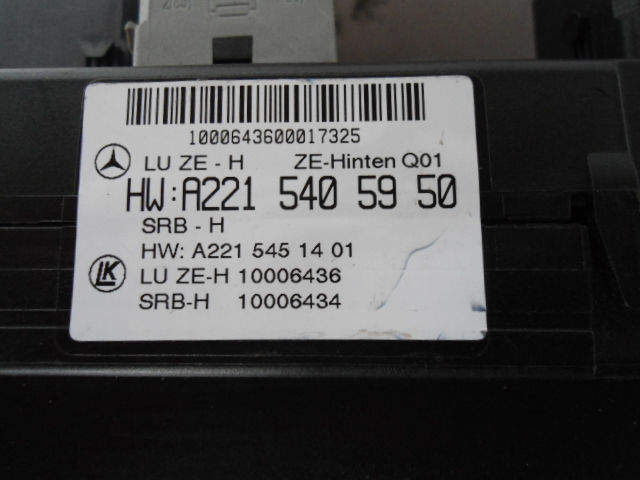 1000643600017325
LU ZE - H ZE-Hinten Q01
HW:A221 540 59 50
SRB - H
HW: A221 545 14 01
LK
LU ZE-H 10006436
SRB-H 10006434